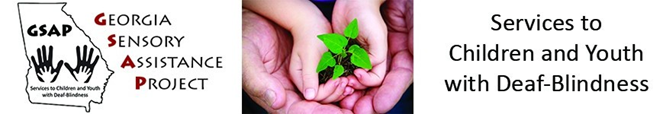 GSAP
Services to Children and Youth
with Deaf-Blindness
GEORGIA
SENSORY
ASSISTANCE
PROJECT
Services to
Children and Youth
with Deaf-Blindness